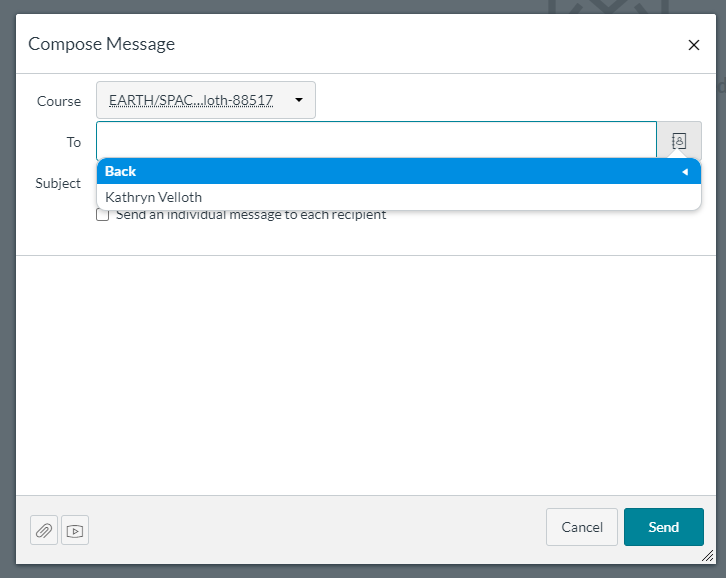 Compose Message
Course
EARTH/SPAC...loth-88517
To
Back
Kathryn Velloth
Subject
Send an individual message to each recipient
Cancel
Send